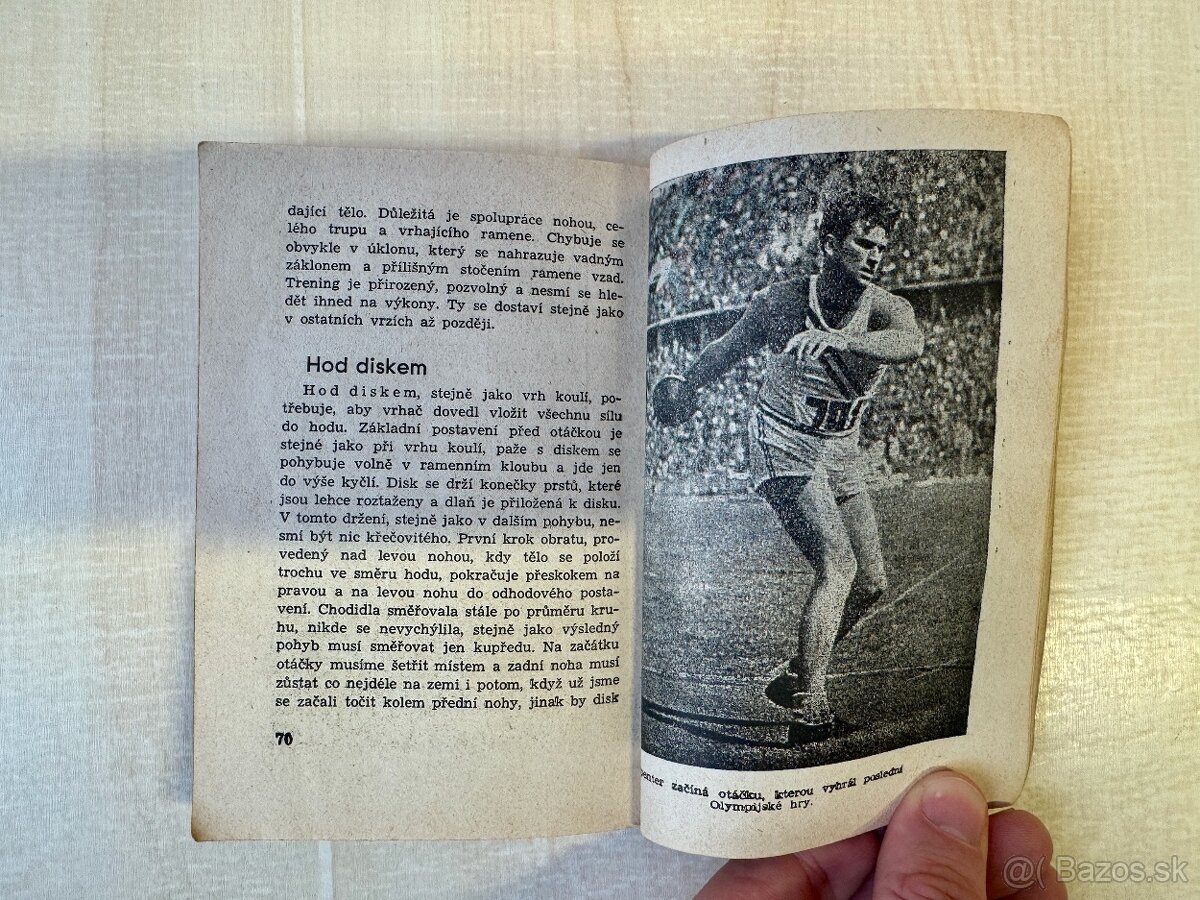 dající tělo. Důležitá je spolupráce nohou, ce-
lého trupu a vrhajícího ramene. Chybuje se
obvykle v úklonu, který se nahrazuje vadným
záklonem a přílišným stočením ramene vzad.
Trening je přirozený, pozvolný a nesmí se hle-
dět ihned na výkony. Ty se dostaví stejně jako
v ostatních vrzích až později.
Hod diskem
Hod diskem, stejně jako vrh koulí, po-
třebuje, aby vrhač dovedl vložit všechnu sílu
do hodu. Základní postavení před otáčkou je
stejné jako při vrhu koulí, paže s diskem se
pohybuje volně v ramenním kloubu a jde jen
do výše kyčlí. Disk se drží konečky prstů, které
jsou lehce roztaženy a dlaň je přiložená k disku.
V tomto držení, stejně jako v dalším pohybu, ne-
smí být nic křečovitého. První krok obratu, pro-
vedený nad levou nohou, kdy tělo se položí
trochu ve směru hodu, pokračuje přeskokem na
pravou a na levou nohu do odhodového posta-
vení. Chodidla směřovala stále po průměru kru-
hu, nikde se nevychýlila, stejně jako výsledný
pohyb musí směřovat jen kupředu. Na začátku
otáčky musíme šetřit místem a zadní noha musí
zůstat co nejdéle na zemi i potom, když už jsme
se začali točit kolem přední nohy, jinak by disk
70
začíná otáčku, kterou vyhrál poslední
Olympijské hry.
@( Bazos.sk